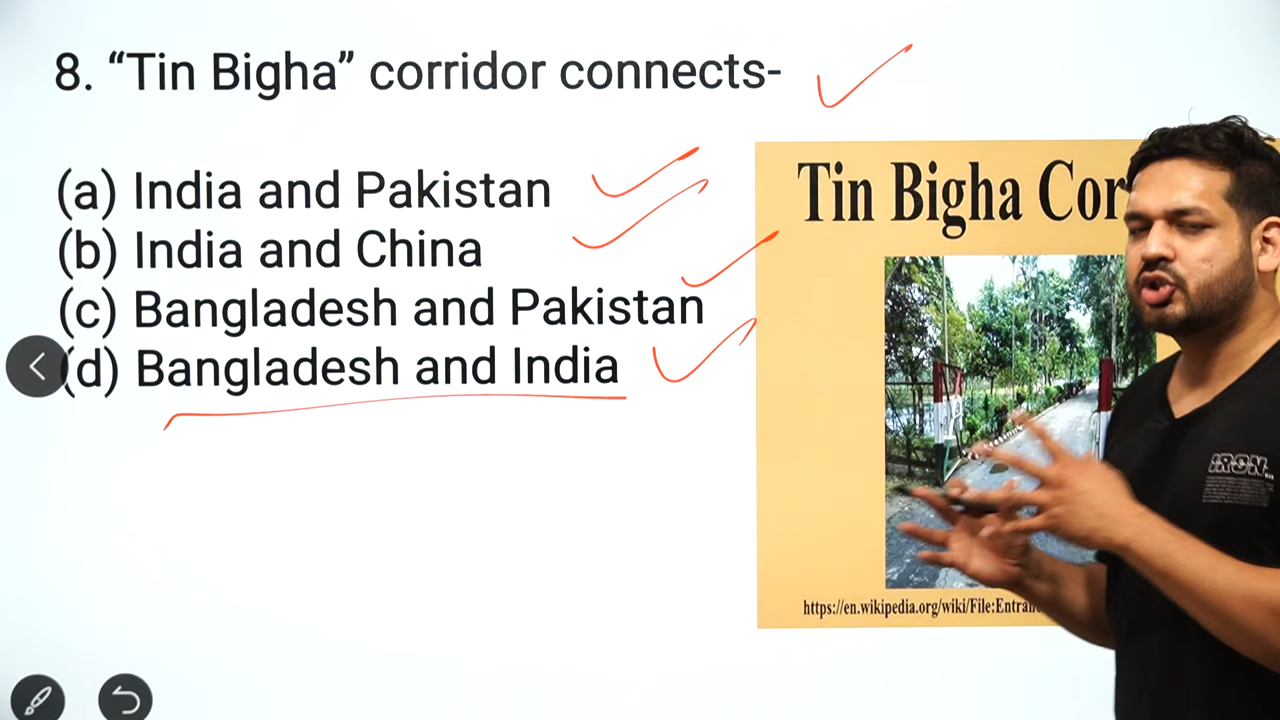 8. “Tin Bigha” corridor connects-
(a) India and Pakistan
(b) India and China
(c) Bangladesh and Pakistan
(d) Bangladesh and India
Tin Bigha Cor
https://en.wikipedia.org/wiki/File:Entran
IRON